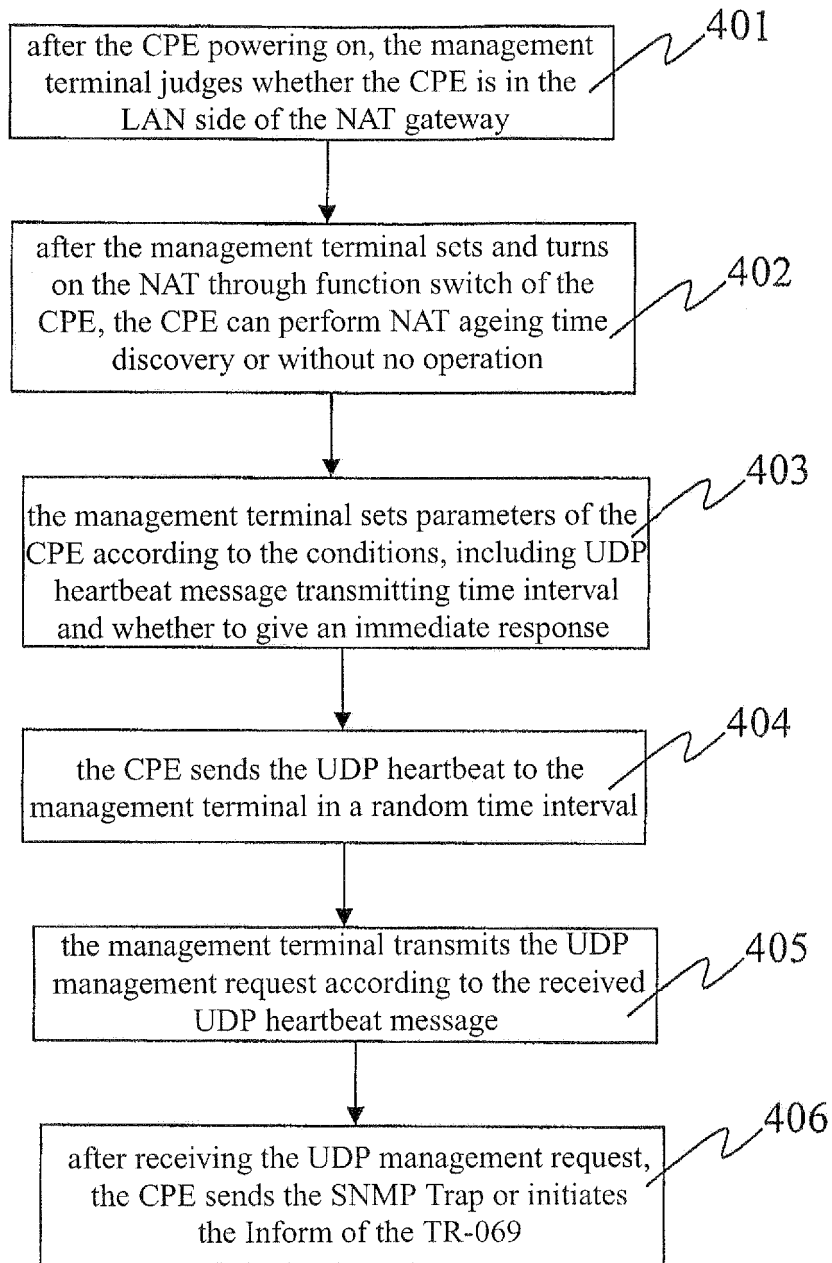 after the CPE powering on, the management
terminal judges whether the CPE is in the
LAN side of the NAT gateway
401
after the management terminal sets and turns
on the NAT through function switch of the
CPE, the CPE can perform NAT ageing time
discovery or without no operation
402
the management terminal sets parameters of the
CPE according to the conditions, including UDP
heartbeat message transmitting time interval
and whether to give an immediate response
403
the CPE sends the UDP heartbeat to the
management terminal in a random time interval
404
the management terminal transmits the UDP
management request according to the received
UDP heartbeat message
405
after receiving the UDP management request,
the CPE sends the SNMP Trap or initiates
the Inform of the TR-069
406